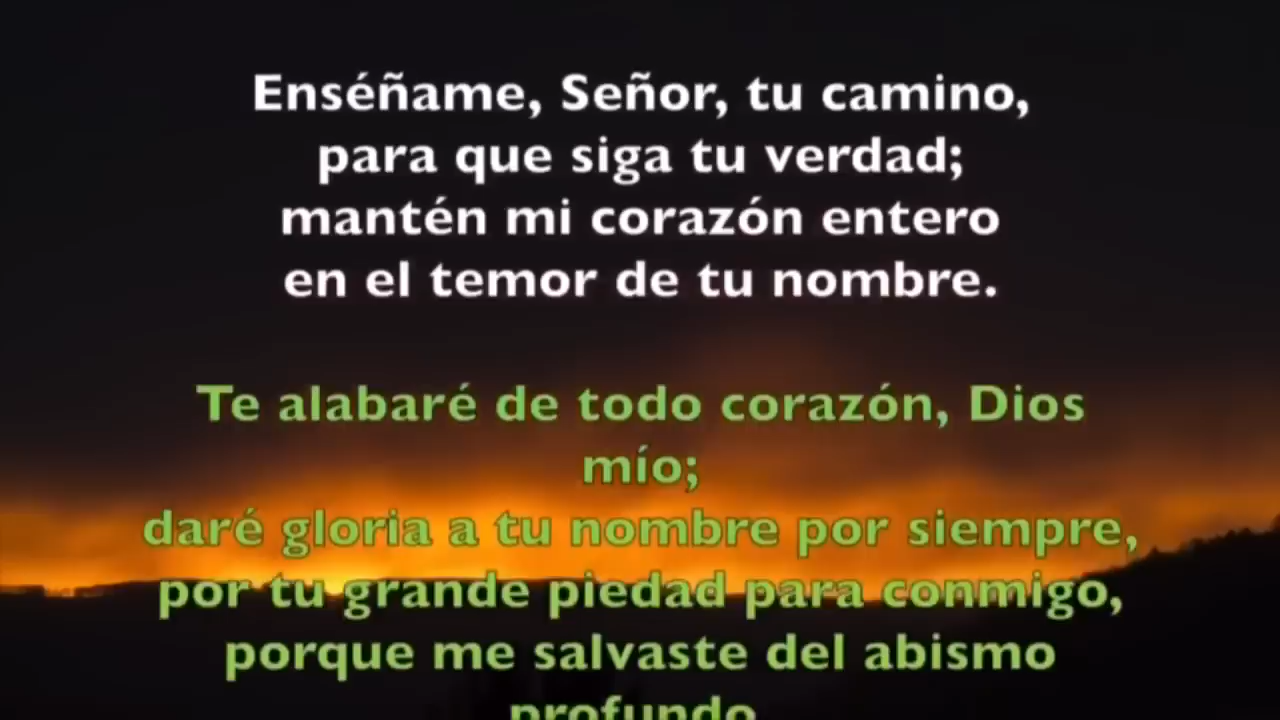 Enséñame, Señor, tu camino,
para que siga tu verdad;
mantén mi corazón entero
en el temor de tu nombre.
Te alabaré de todo corazón, Dios
mío;
daré gloria a tu nombre por siempre,
por tu grande piedad para conmigo,
porque me salvaste del abismo
profundo.